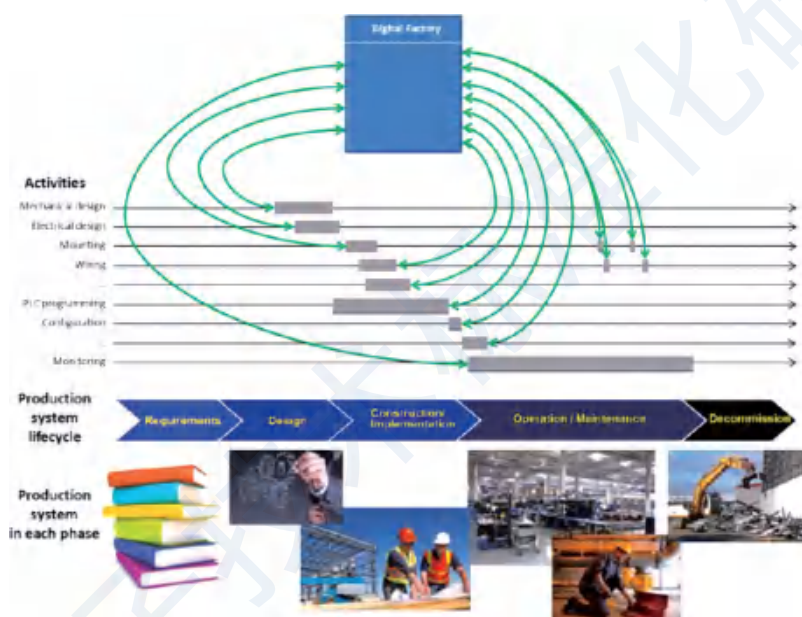 Digital Factory
Activities
Mechanical design
Electrical design
Mounting
Wiring
...
PLC programming
Configuration
...
Monitoring
Production
system
lifecycle
Requirements
Design
Construction/
Implementation
Operation / Maintenance
Decommission
Production
system
in each phase